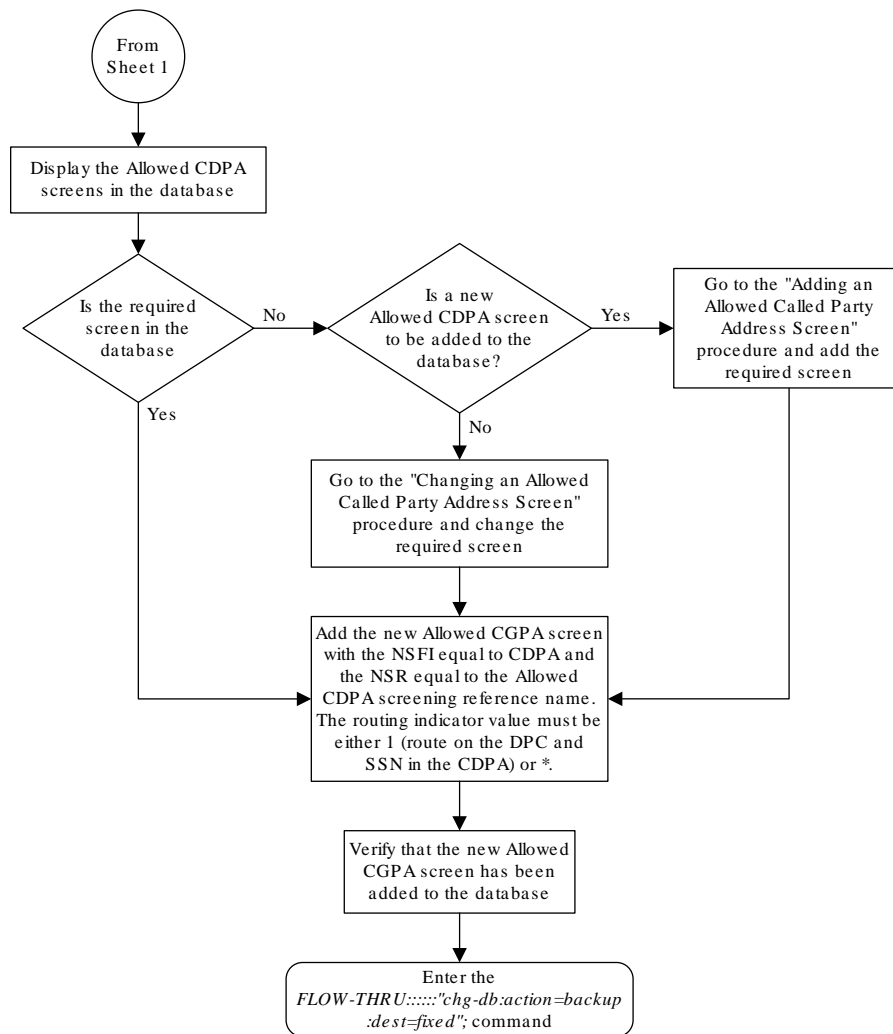 From
Sheet 1
Display the Allowed CDPA
screens in the database
Is the required
screen in the
database
No
Yes
Is a new
Allowed CDPA screen
to be added to the
database?
Yes
No
Go to the "Adding an
Allowed Called Party
Address Screen"
procedure and add the
required screen
Go to the "Changing an Allowed
Called Party Address Screen"
procedure and change the
required screen
Add the new Allowed CGPA screen
with the NSFI equal to CDPA and
the NSR equal to the Allowed
CDPA screening reference name.
The routing indicator value must be
either 1 (route on the DPC and
SSN in the CDPA) or *.
Verify that the new Allowed
CGPA screen has been
added to the database
Enter the
FLOW-THRU::::::"chg-db:action=backup
:dest=fixed"; command